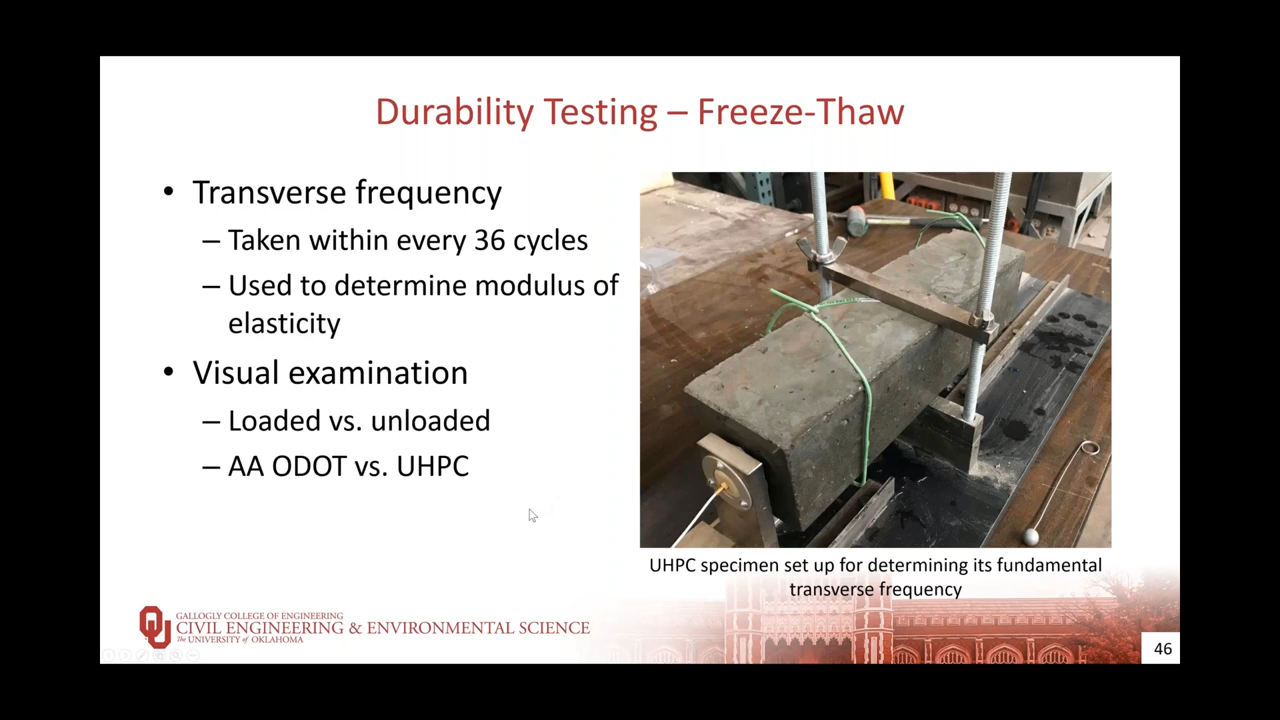 Durability Testing – Freeze-Thaw
• Transverse frequency
– Taken within every 36 cycles
– Used to determine modulus of
elasticity
• Visual examination
– Loaded vs. unloaded
– AA ODOT vs. UHPC
UHPC specimen set up for determining its fundamental
transverse frequency
GALLOGLY COLLEGE OF ENGINEERING
CIVIL ENGINEERING & ENVIRONMENTAL SCIENCE
The UNIVERSITY of OKLAHOMA
46